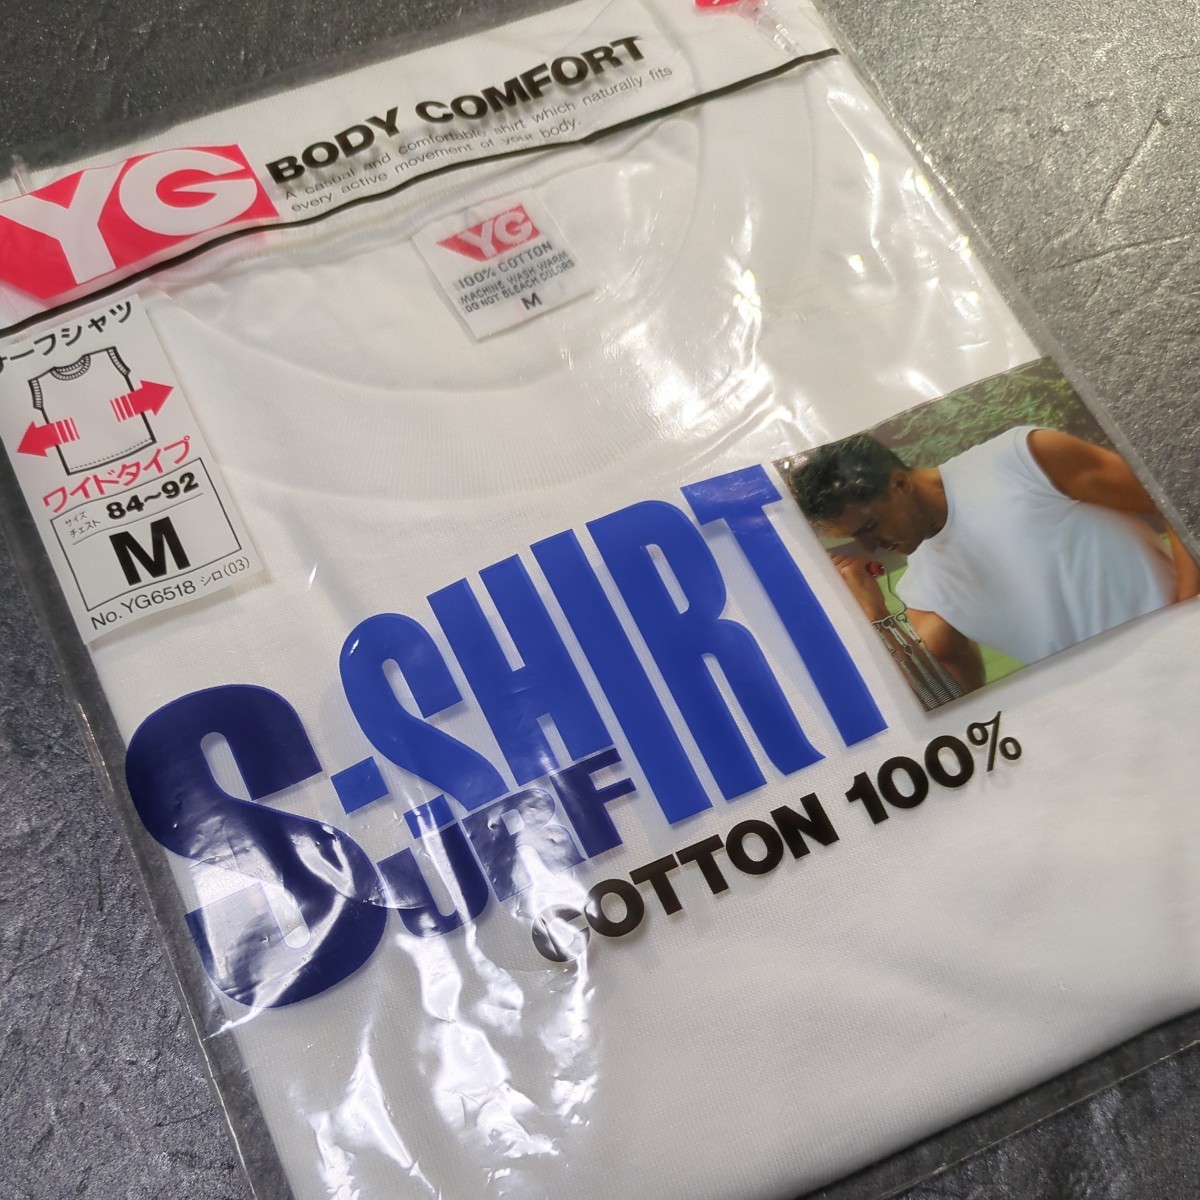 BODY COMFORT
A casual and comfortable shirt which naturally fits
every active movement of your body.
YG
YG
100% COTTON
MACHINE WASH WARM
DO NOT BLEACH COLORS
M
サーフシャツ
ワイドタイプ
サイズ
チェスト 84~92
M
No.YG6518 シロ(03)
S-SHIRT
SURF
COTTON 100%